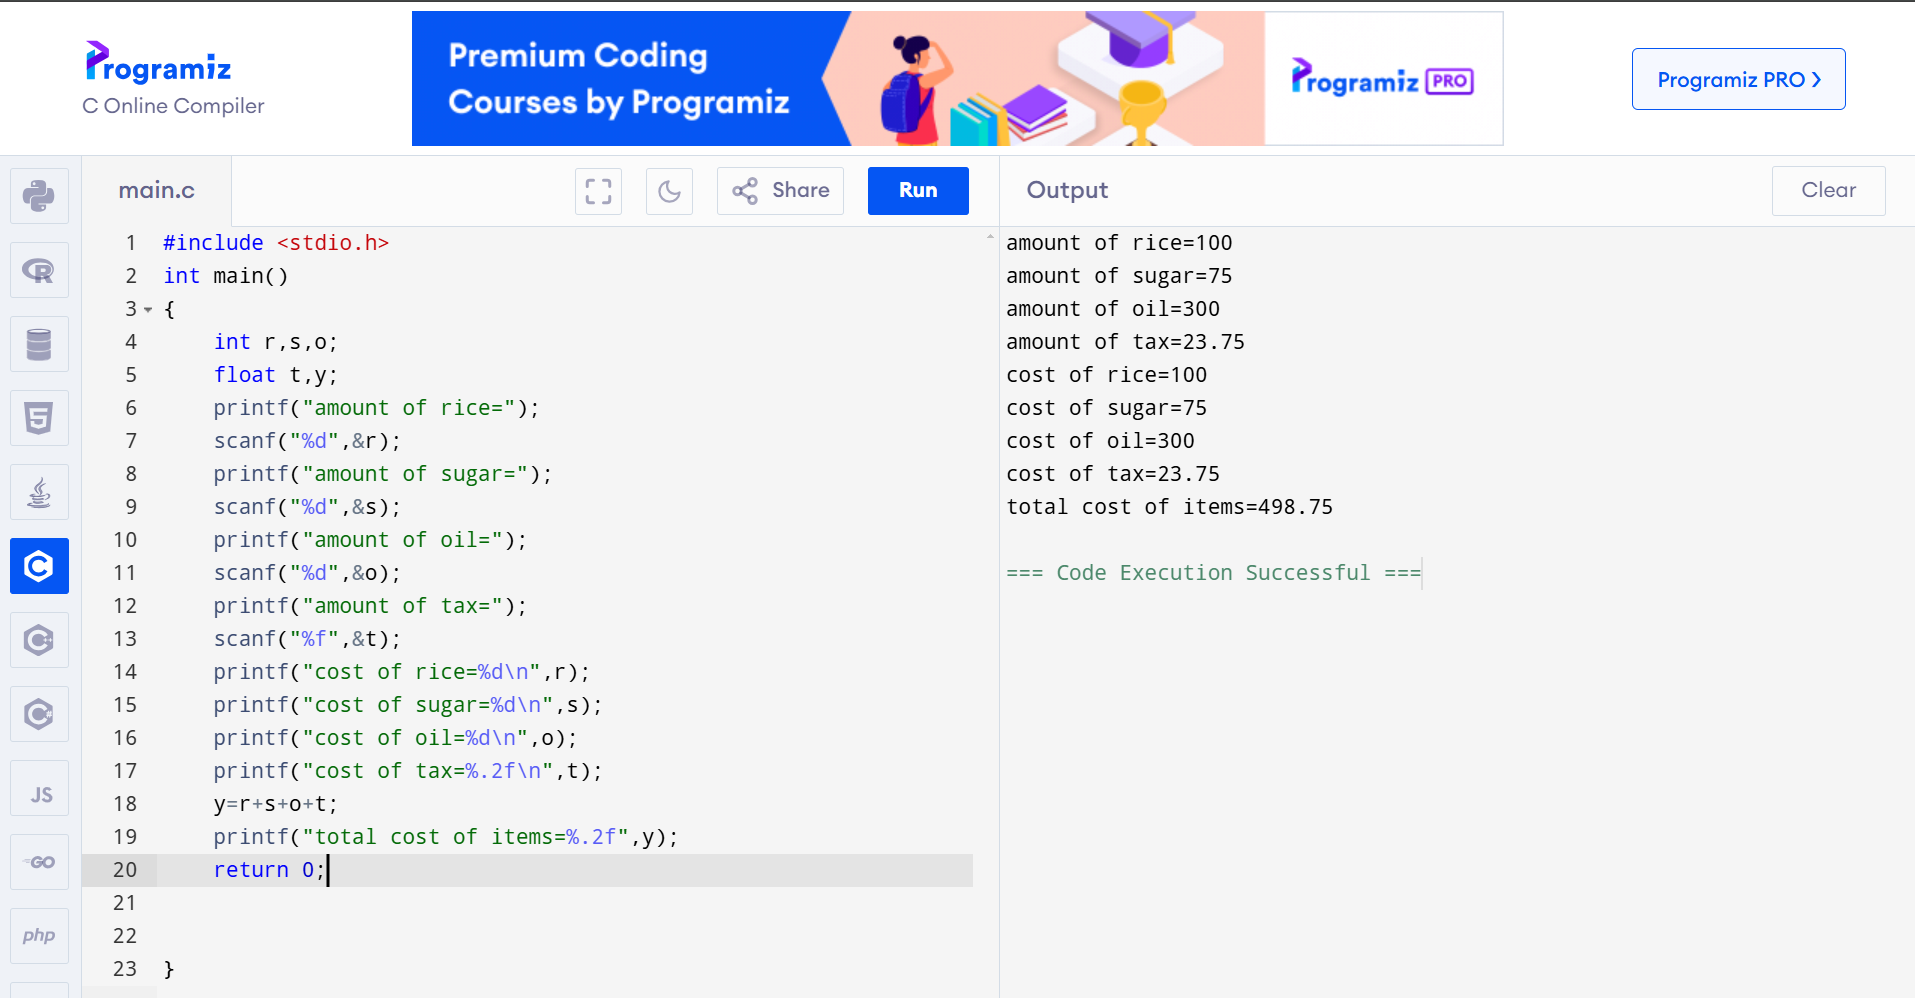 Programiz
C Online Compiler
Premium Coding
Courses by Programiz
Programiz PRO
Programiz PRO >
main.c
Share
Run
Output
Clear
1 #include <stdio.h>
2 int main()
3 {
4     int r,s,o;
5     float t,y;
6     printf("amount of rice=");
7     scanf("%d",&r);
8     printf("amount of sugar=");
9     scanf("%d",&s);
10     printf("amount of oil=");
11     scanf("%d",&o);
12     printf("amount of tax=");
13     scanf("%f",&t);
14     printf("cost of rice=%d\n",r);
15     printf("cost of sugar=%d\n",s);
16     printf("cost of oil=%d\n",o);
17     printf("cost of tax=%.2f\n",t);
18     y=r+s+o+t;
19     printf("total cost of items=%.2f",y);
20     return 0;
21
22
23 }
amount of rice=100
amount of sugar=75
amount of oil=300
amount of tax=23.75
cost of rice=100
cost of sugar=75
cost of oil=300
cost of tax=23.75
total cost of items=498.75
=== Code Execution Successful ===
R
5
C
C++
C#
JS
GO
php